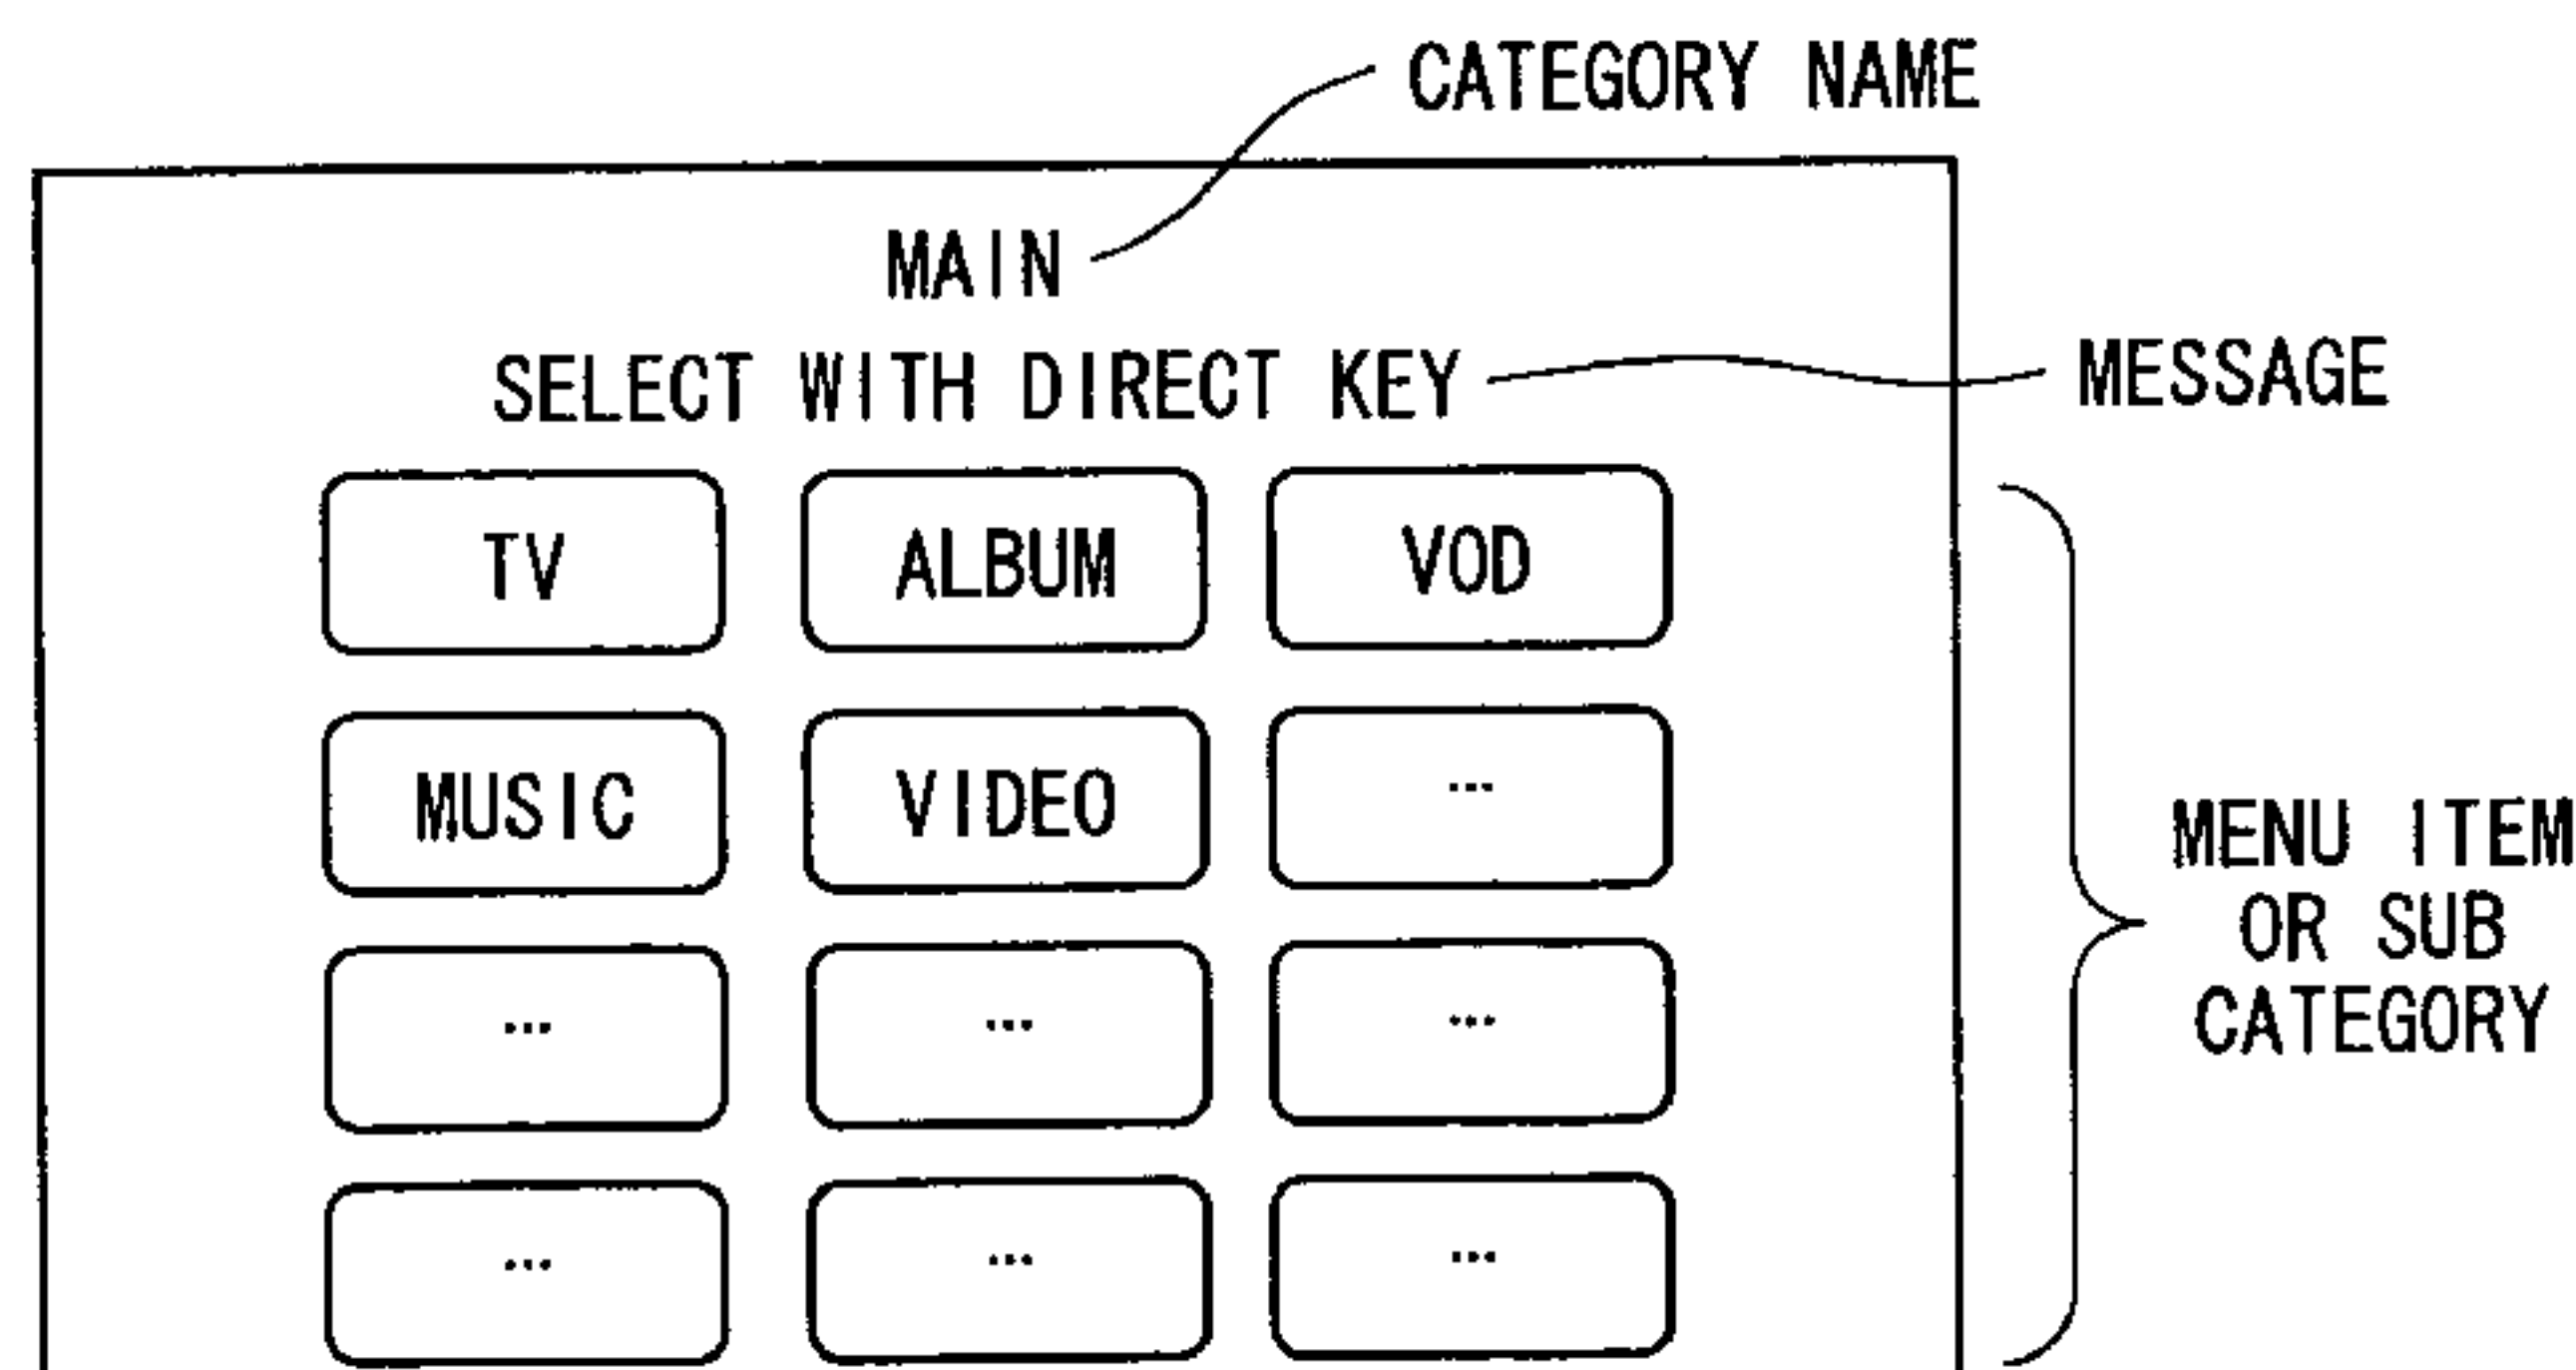 CATEGORY NAME
MAIN
SELECT WITH DIRECT KEY
MESSAGE
TV
ALBUM
VOD
MUSIC
VIDEO
...
...
...
...
...
...
...
MENU ITEM
OR SUB
CATEGORY